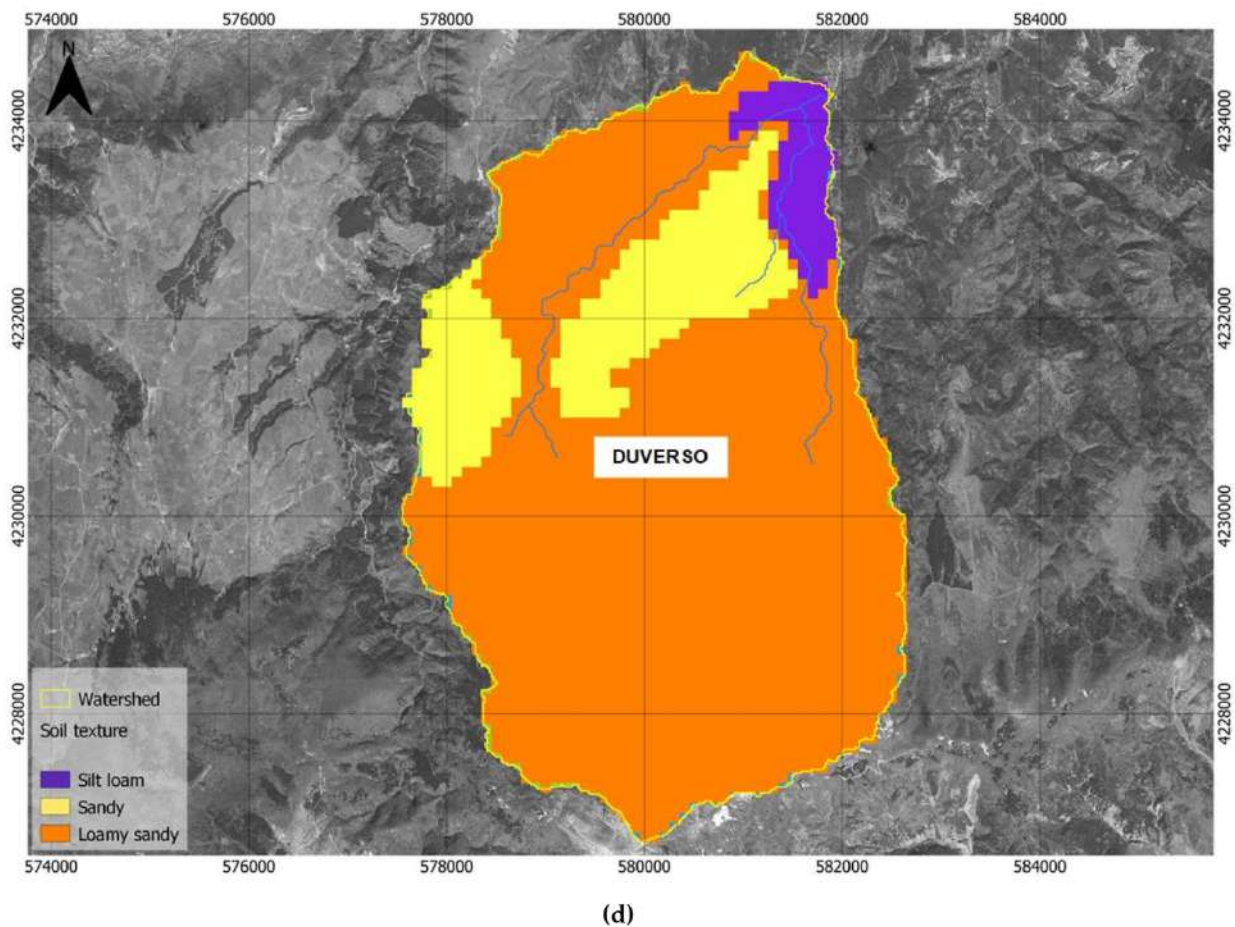 574000 576000 578000 580000 582000 584000
N
4234000 4234000
4232000 4232000
DUVERSO
4230000 4230000
4228000 4228000
Watershed
Soil texture
Silt loam
Sandy
Loamy sandy
574000 576000 578000 580000 582000 584000
(d)